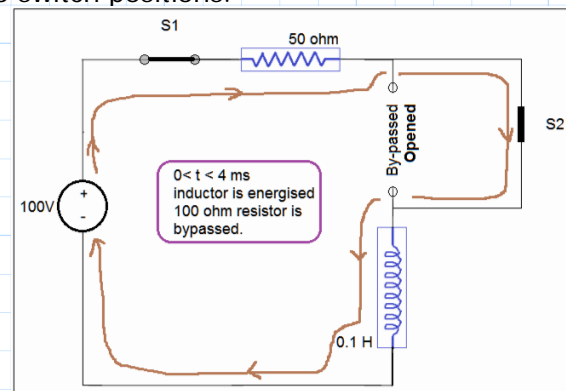 S1
50 ohm
S2
By-passed
Opened
0< t < 4 ms
inductor is energised
100 ohm resistor is
bypassed.
+
-
100V
0.1 H